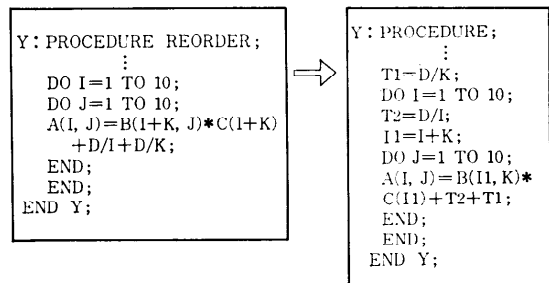 Y: PROCEDURE REORDER;
⋮
DO I=1 TO 10;
DO J=1 TO 10;
A(I, J)=B(1+K, J)*C(1+K)
+D/I+D/K;
END;
END;
END Y;
Y: PROCEDURE;
⋮
T1=D/K;
DO I=1 TO 10;
T2=D/I;
I1=I+K;
DO J=1 TO 10;
A(I, J)=B(I1, K)*
C(I1)+T2+T1;
END;
END;
END Y;